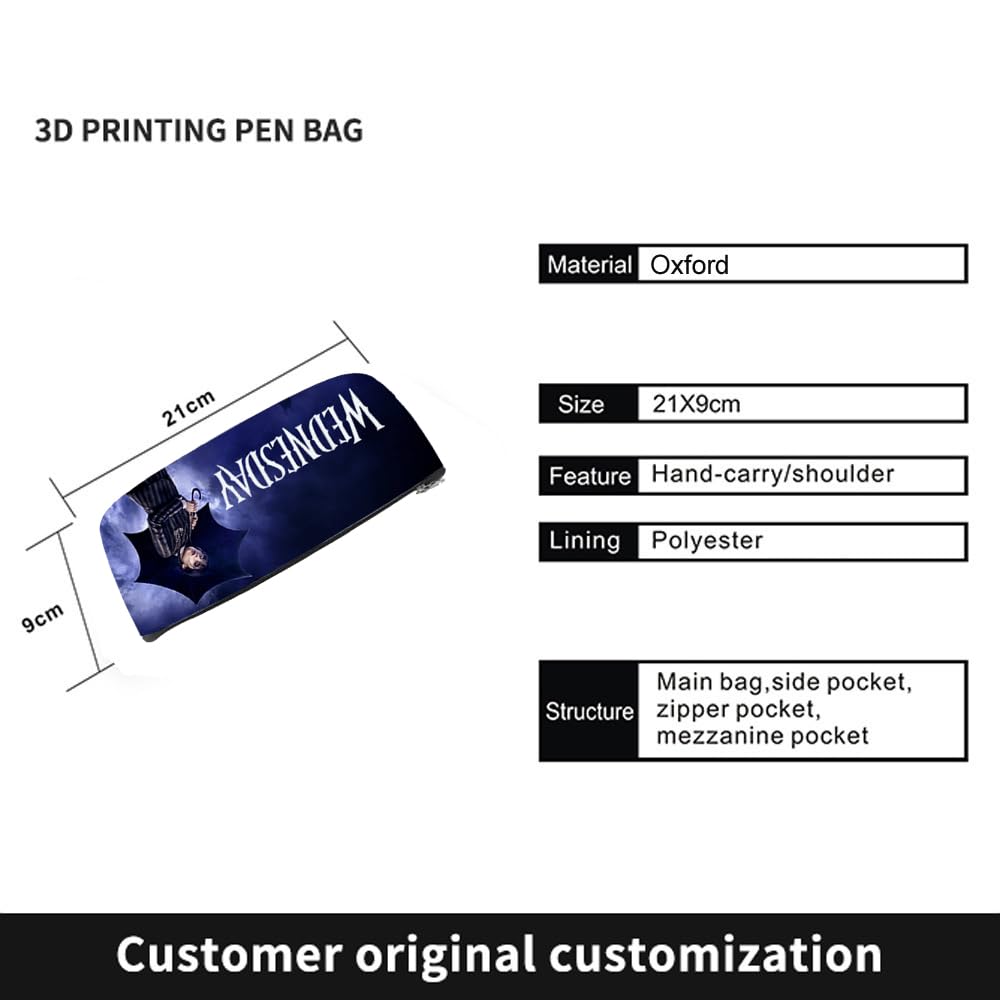 3D PRINTING PEN BAG
Material Oxford
21cm
Size 21X9cm
WEDNESDAY
Feature Hand-carry/shoulder
Lining Polyester
9cm
Structure Main bag,side pocket,
zipper pocket,
mezzanine pocket
Customer original customization